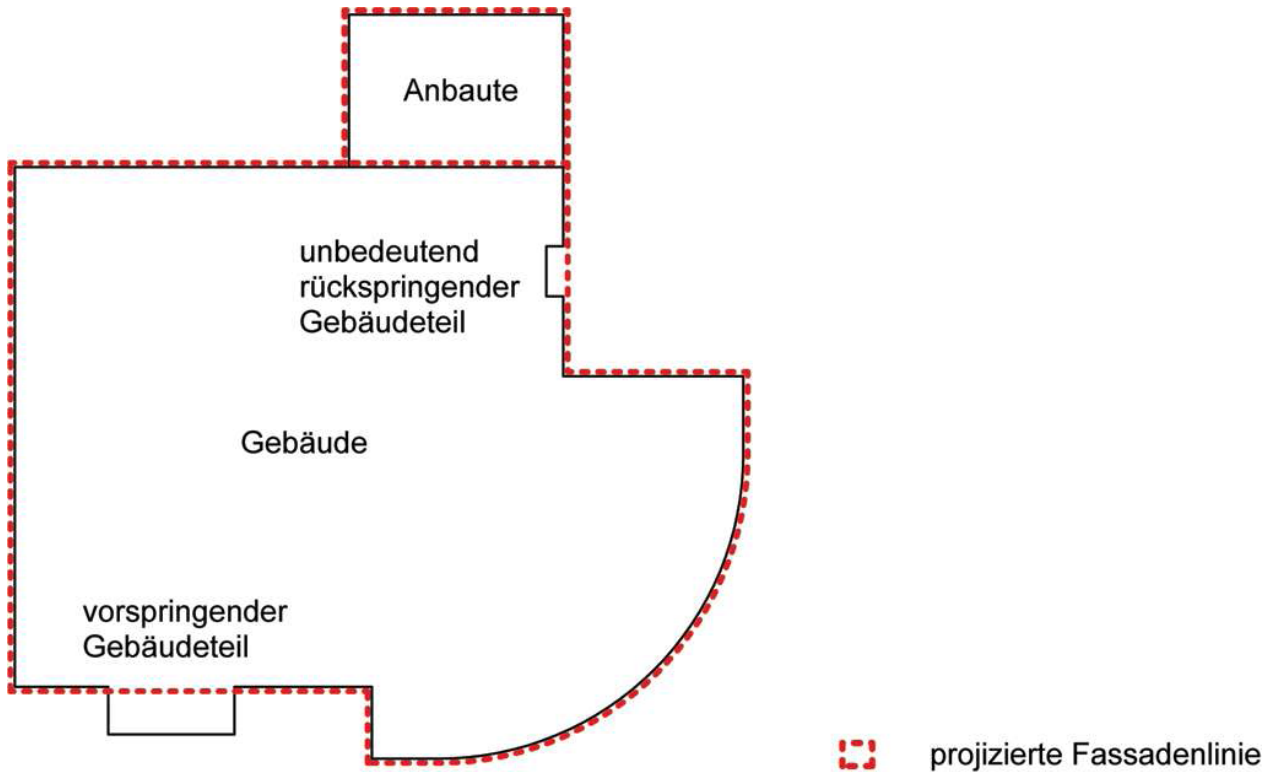 Anbaute
unbedeutend
rückspringender
Gebäudeteil
Gebäude
vorspringender
Gebäudeteil
projizierte Fassadenlinie